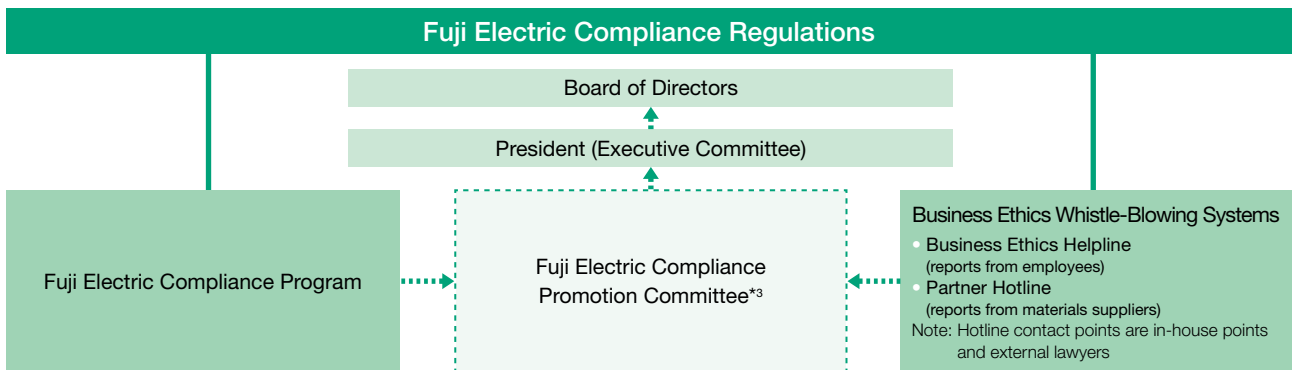 Fuji Electric Compliance Regulations
Board of Directors
President (Executive Committee)
Fuji Electric Compliance Program
Fuji Electric Compliance
Promotion Committee*3
Business Ethics Whistle-Blowing Systems
• Business Ethics Helpline
(reports from employees)
• Partner Hotline
(reports from materials suppliers)
Note: Hotline contact points are in-house points
and external lawyers